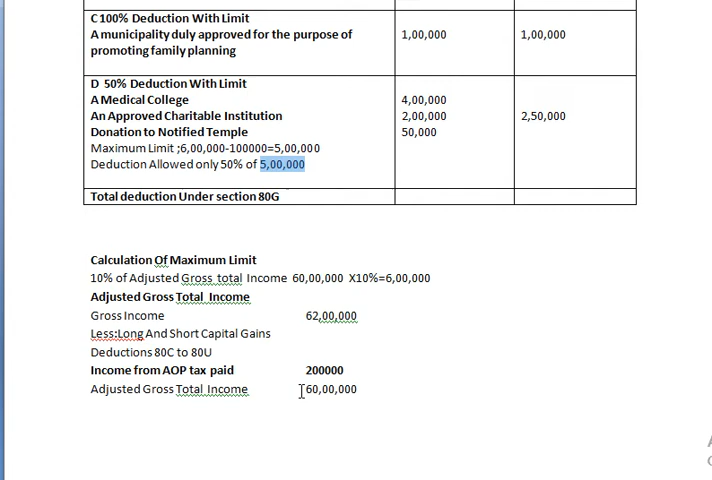 C 100% Deduction With Limit
A municipality duly approved for the purpose of 1,00,000 1,00,000
promoting family planning
D 50% Deduction With Limit
A Medical College 4,00,000
An Approved Charitable Institution 2,00,000 2,50,000
Donation to Notified Temple 50,000
Maximum Limit ;6,00,000-100000=5,00,000
Deduction Allowed only 50% of 5,00,000
Total deduction Under section 80G
Calculation Of Maximum Limit
10% of Adjusted Gross total Income 60,00,000 X10%=6,00,000
Adjusted Gross Total Income
Gross Income 62,00,000
Less:Long And Short Capital Gains
Deductions 80C to 80U
Income from AOP tax paid 200000
Adjusted Gross Total Income 60,00,000